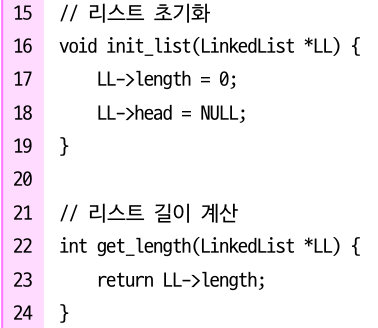 15 // 리스트 초기화
16 void init_list(LinkedList *LL) {
17     LL->length = 0;
18     LL->head = NULL;
19 }
20
21 // 리스트 길이 계산
22 int get_length(LinkedList *LL) {
23     return LL->length;
24 }